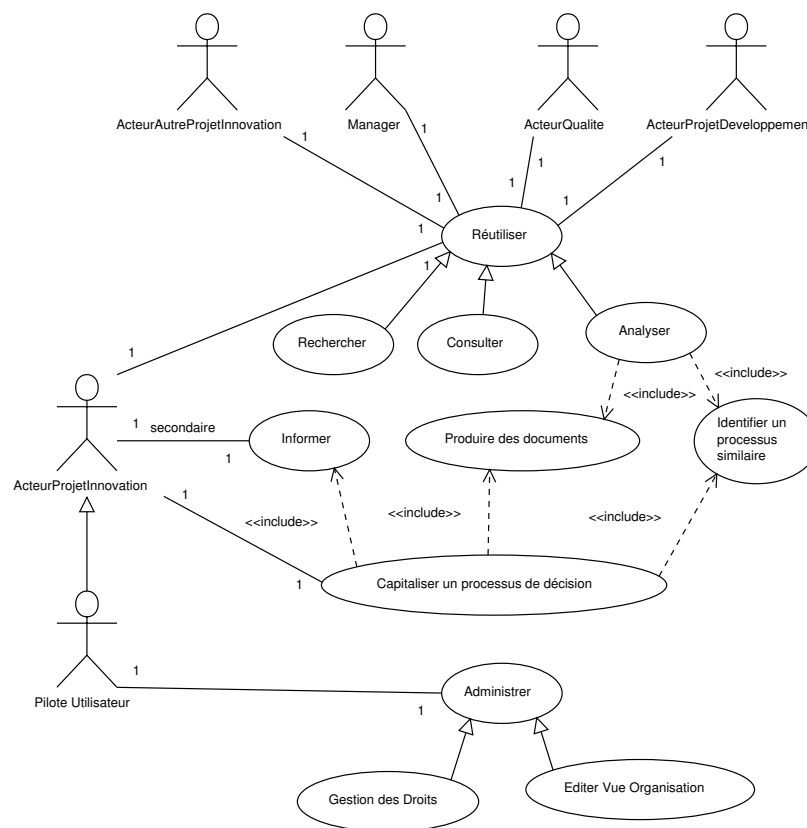 ActeurAutreProjetInnovation
Manager
ActeurQualite
ActeurProjetDeveloppemen
1
1
1
1
1
1
1
1
Réutiliser
1
Rechercher
Consulter
Analyser
1
<<include>>
<<include>>
secondaire
1
1
Informer
Produire des documents
Identifier un
processus
similaire
ActeurProjetInnovation
1
<<include>>
<<include>>
<<include>>
1
Capitaliser un processus de décision
Pilote Utilisateur
1
1
Administrer
Gestion des Droits
Editer Vue Organisation